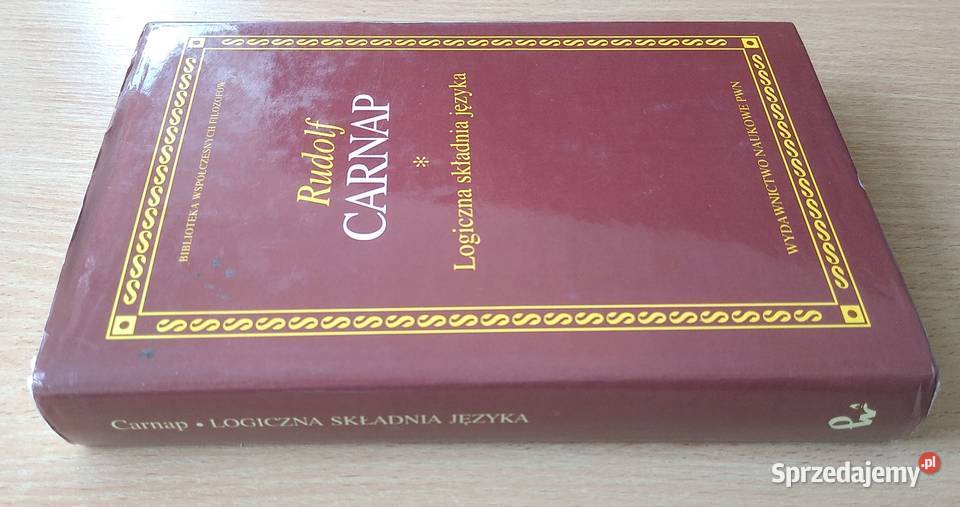 BIBLIOTEKA WSPÓŁCZESNYCH FILOZOFÓW
Rudolf
CARNAP
*
Logiczna składnia języka
WYDAWNICTWO NAUKOWE PWN
Carnap • LOGICZNA SKŁADNIA JĘZYKA
Sprzedajemy.pl